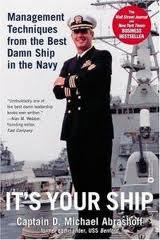 Management
Techniques
from the Best
Damn Ship
in the Navy
The Wall Street Journal
and
New York Times
BUSINESS
BESTSELLER
"Undoubtedly one
of the best
leadership books
ever written."
—Alan M. Webber,
founding editor,
Fast Company
IT'S YOUR SHIP
Captain D. Michael Abrashoff
former commander, USS Benfold